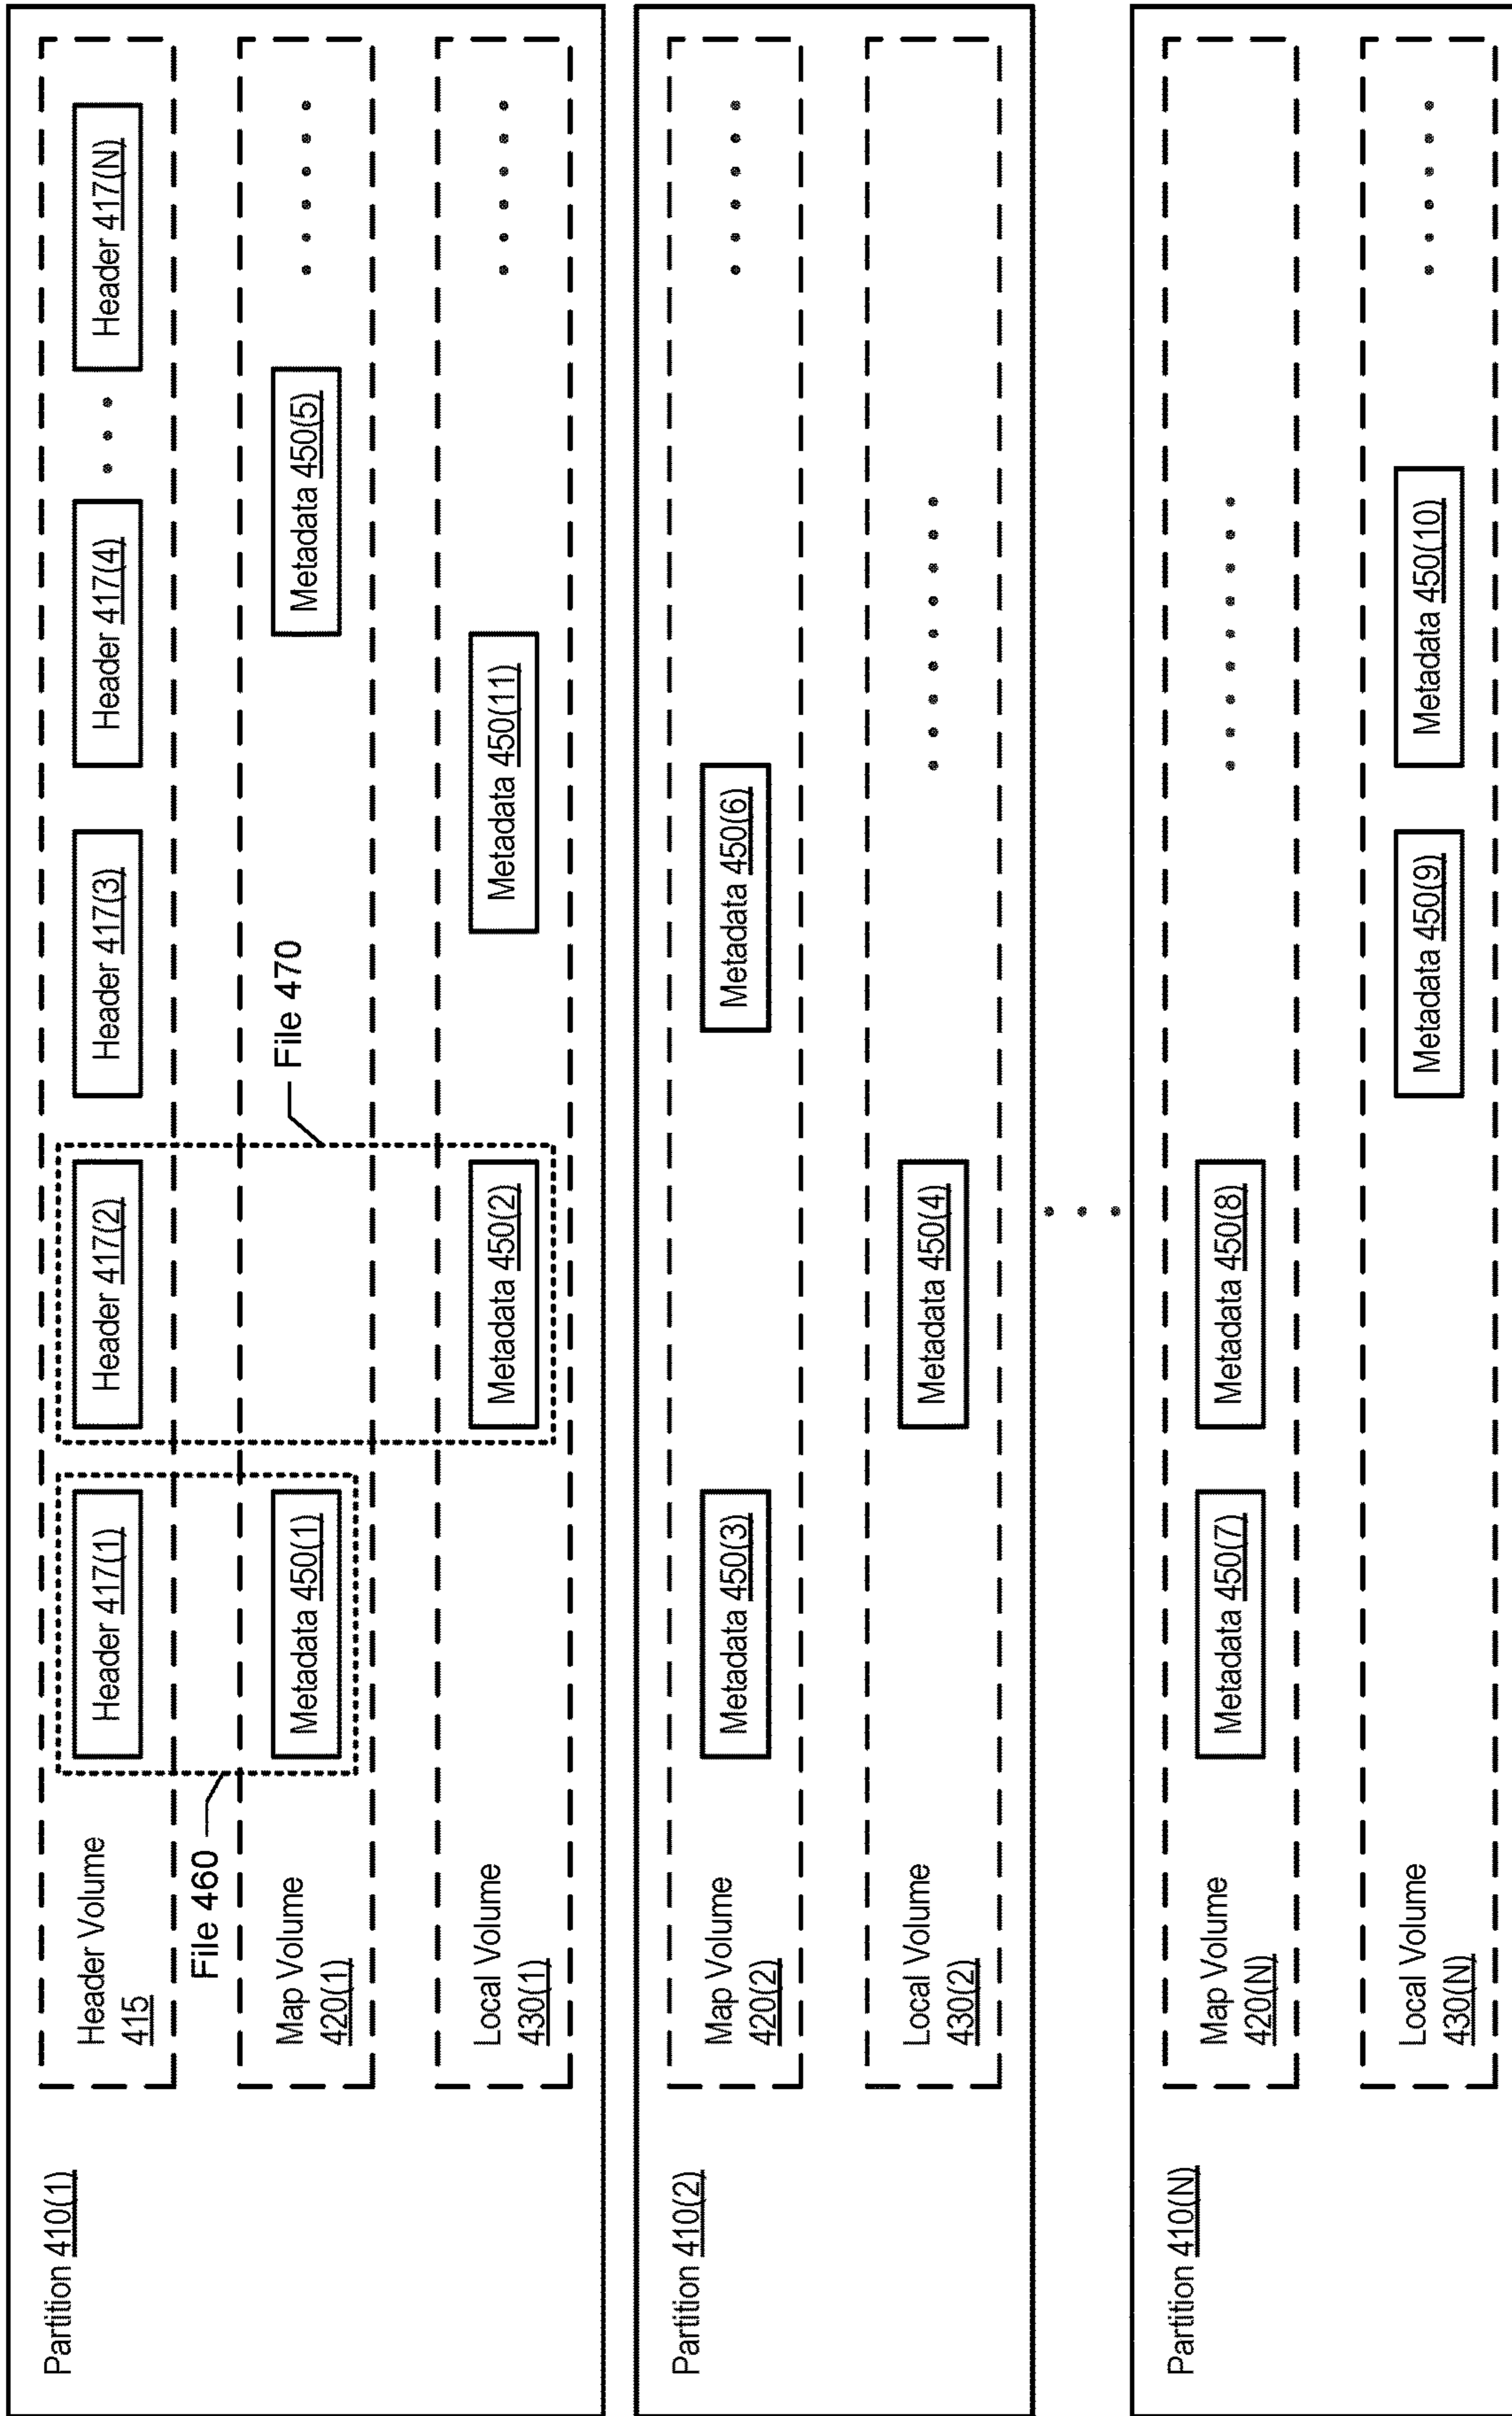 Partition 410(1)
Header Volume
415
Header 417(1)
Header 417(2)
Header 417(3)
Header 417(4)
Header 417(N)
File 460
File 470
Map Volume
420(1)
Metadata 450(1)
Metadata 450(5)
Local Volume
430(1)
Metadata 450(2)
Metadata 450(11)
Partition 410(2)
Map Volume
420(2)
Metadata 450(3)
Metadata 450(6)
Local Volume
430(2)
Metadata 450(4)
Partition 410(N)
Map Volume
420(N)
Metadata 450(7)
Metadata 450(8)
Local Volume
430(N)
Metadata 450(9)
Metadata 450(10)